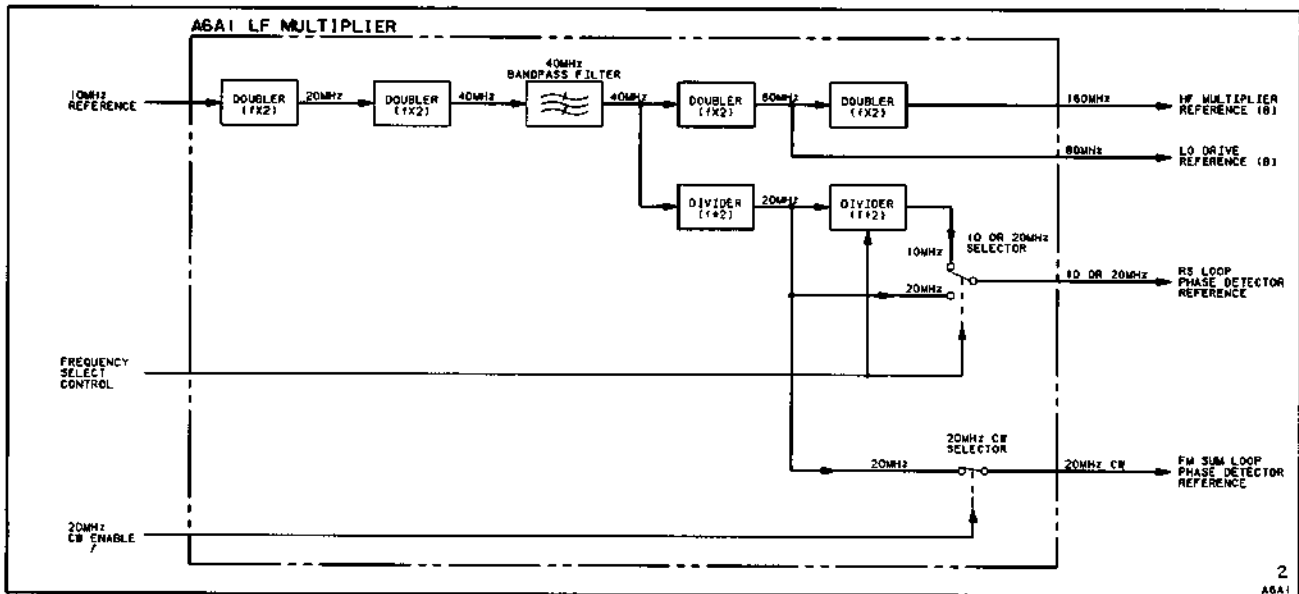 A6A1 LF MULTIPLIER
10MHz
REFERENCE
DOUBLER
(fX2)
20MHz
DOUBLER
(fX2)
40MHz
40MHz
BANDPASS FILTER
40MHz
DOUBLER
(fX2)
80MHz
DOUBLER
(fX2)
160MHz
HF MULTIPLIER
REFERENCE (8)
80MHz
LO DRIVE
REFERENCE (8)
DIVIDER
(f÷2)
20MHz
DIVIDER
(f÷2)
10MHz
10 OR 20MHz
SELECTOR
20MHz
10 OR 20MHz
RS LOOP
PHASE DETECTOR
REFERENCE
FREQUENCY
SELECT
CONTROL
20MHz CW
SELECTOR
20MHz
20MHz CW
FM SUM LOOP
PHASE DETECTOR
REFERENCE
20MHz
CW ENABLE
/
2
A6A1